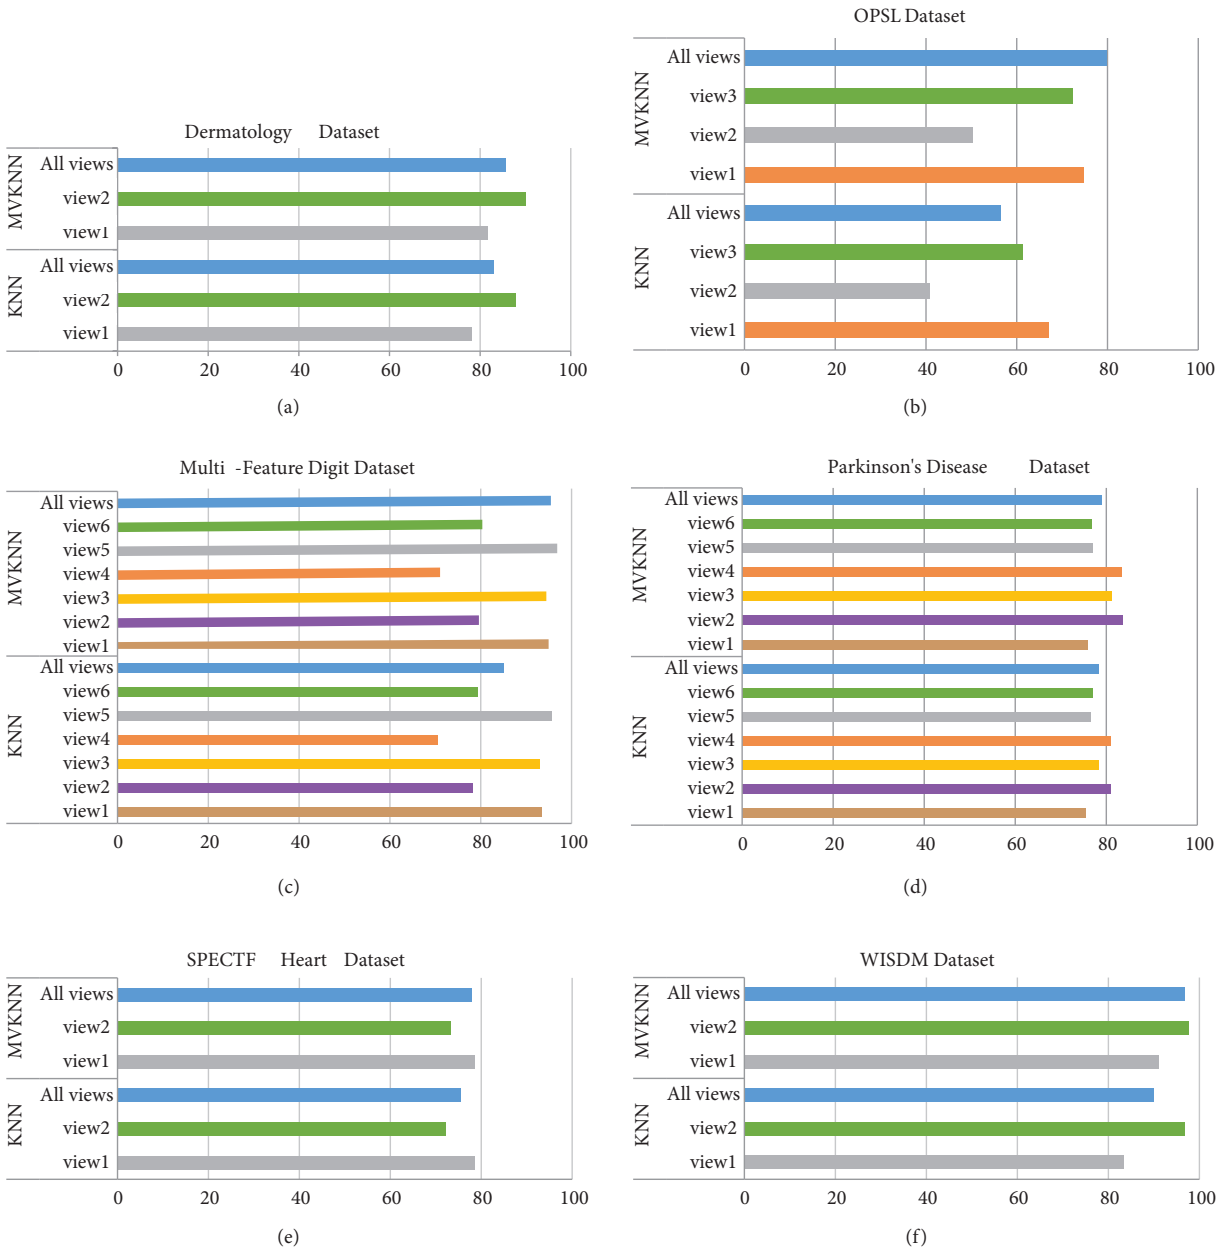 Dermatology Dataset
MVKNN
All views
view2
view1
KNN
All views
view2
view1
0 20 40 60 80 100
(a)
OPSL Dataset
MVKNN
All views
view3
view2
view1
KNN
All views
view3
view2
view1
0 20 40 60 80 100
(b)
Multi -Feature Digit Dataset
MVKNN
All views
view6
view5
view4
view3
view2
view1
KNN
All views
view6
view5
view4
view3
view2
view1
0 20 40 60 80 100
(c)
Parkinson's Disease Dataset
MVKNN
All views
view6
view5
view4
view3
view2
view1
KNN
All views
view6
view5
view4
view3
view2
view1
0 20 40 60 80 100
(d)
SPECTF Heart Dataset
MVKNN
All views
view2
view1
KNN
All views
view2
view1
0 20 40 60 80 100
(e)
WISDM Dataset
MVKNN
All views
view2
view1
KNN
All views
view2
view1
0 20 40 60 80 100
(f)